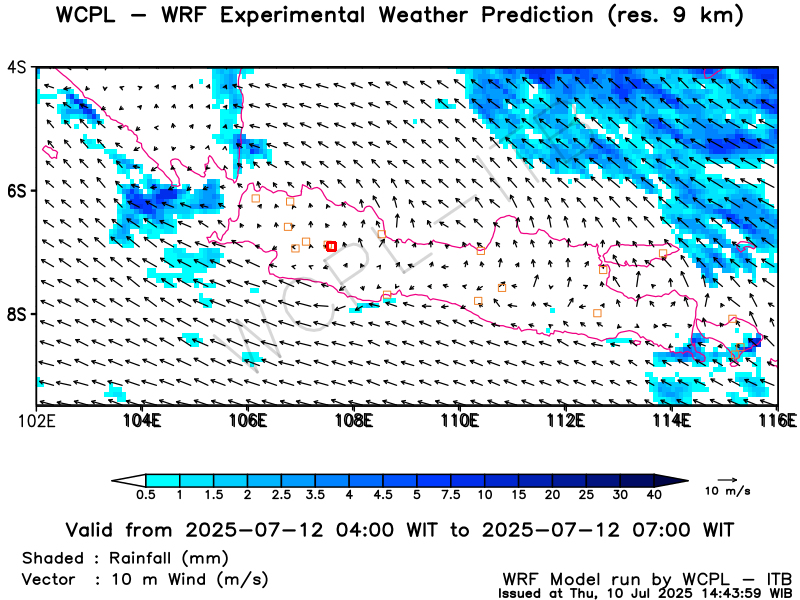 WCPL – WRF Experimental Weather Prediction (res. 9 km)
4S
6S
8S
102E 104E 106E 108E 110E 112E 114E 116E
WCPL-ITB
0.5 1 1.5 2 2.5 3.5 4 4.5 5 7.5 10 15 20 25 30 40
10 m/s
Valid from 2025-07-12 04:00 WIT to 2025-07-12 07:00 WIT
Shaded : Rainfall (mm)
Vector : 10 m Wind (m/s)
WRF Model run by WCPL – ITB
Issued at Thu, 10 Jul 2025 14:43:59 WIB